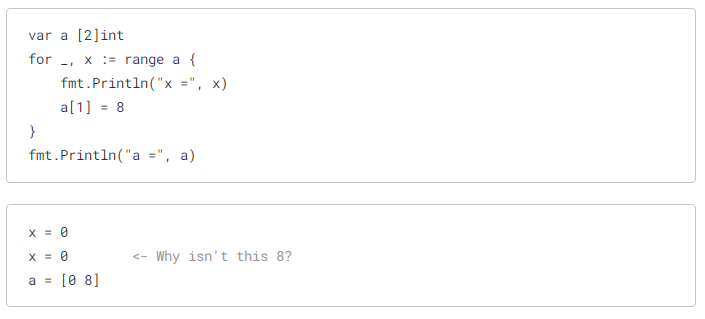 var a [2]int
for _, x := range a {
    fmt.Println("x =", x)
    a[1] = 8
}
fmt.Println("a =", a)
x = 0
x = 0        <- Why isn't this 8?
a = [0 8]